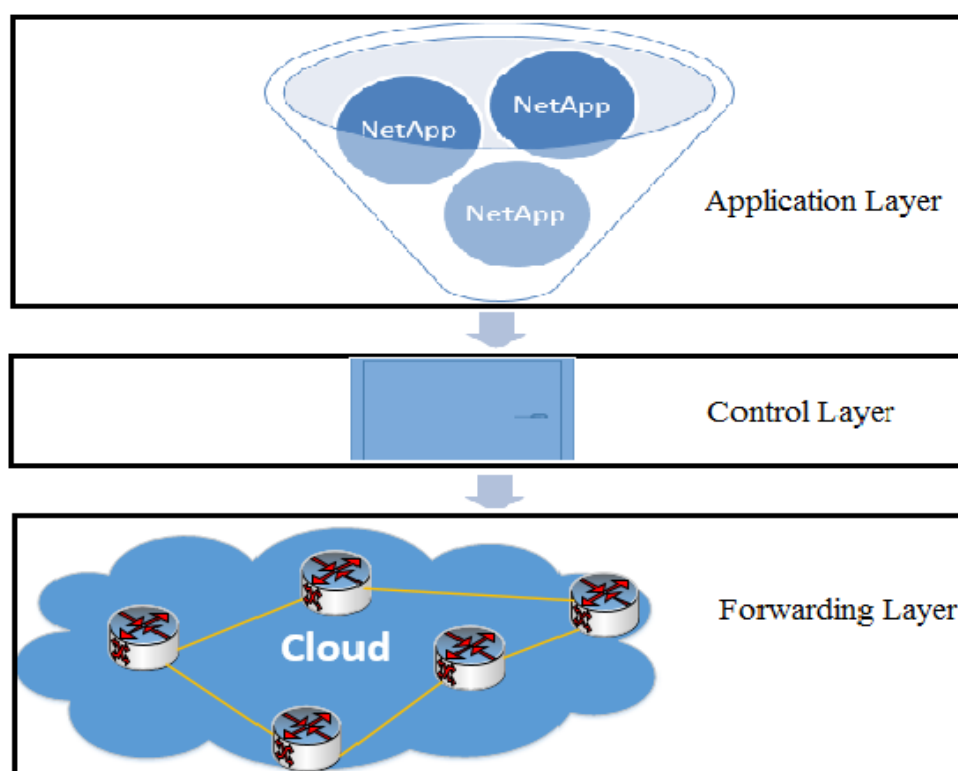 NetApp
NetApp
NetApp
Application Layer
Control Layer
Forwarding Layer
Cloud